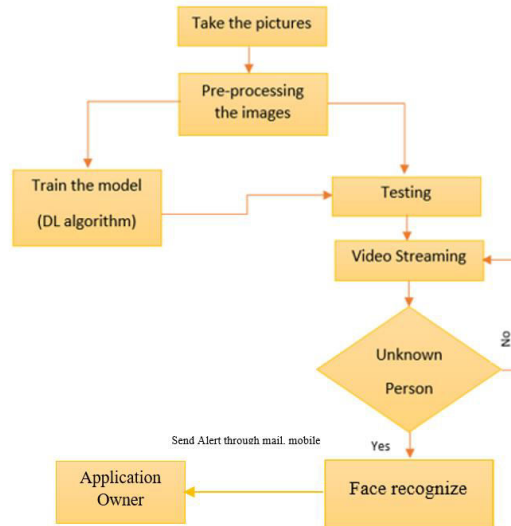 Take the pictures
Pre-processing
the images
Train the model
(DL algorithm)
Testing
Video Streaming
Unknown
Person
No
Yes
Send Alert through mail. mobile
Application
Owner
Face recognize